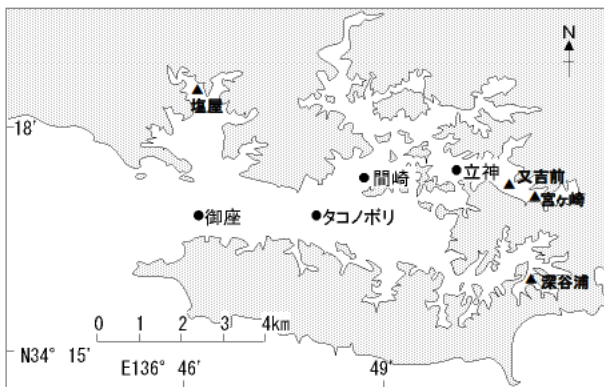 N
塩屋
18'
間崎
立神
又吉前
宮ヶ崎
御座
タコノボリ
深谷浦
0 1 2 3 4km
N34° 15'
E136° 46'
49'